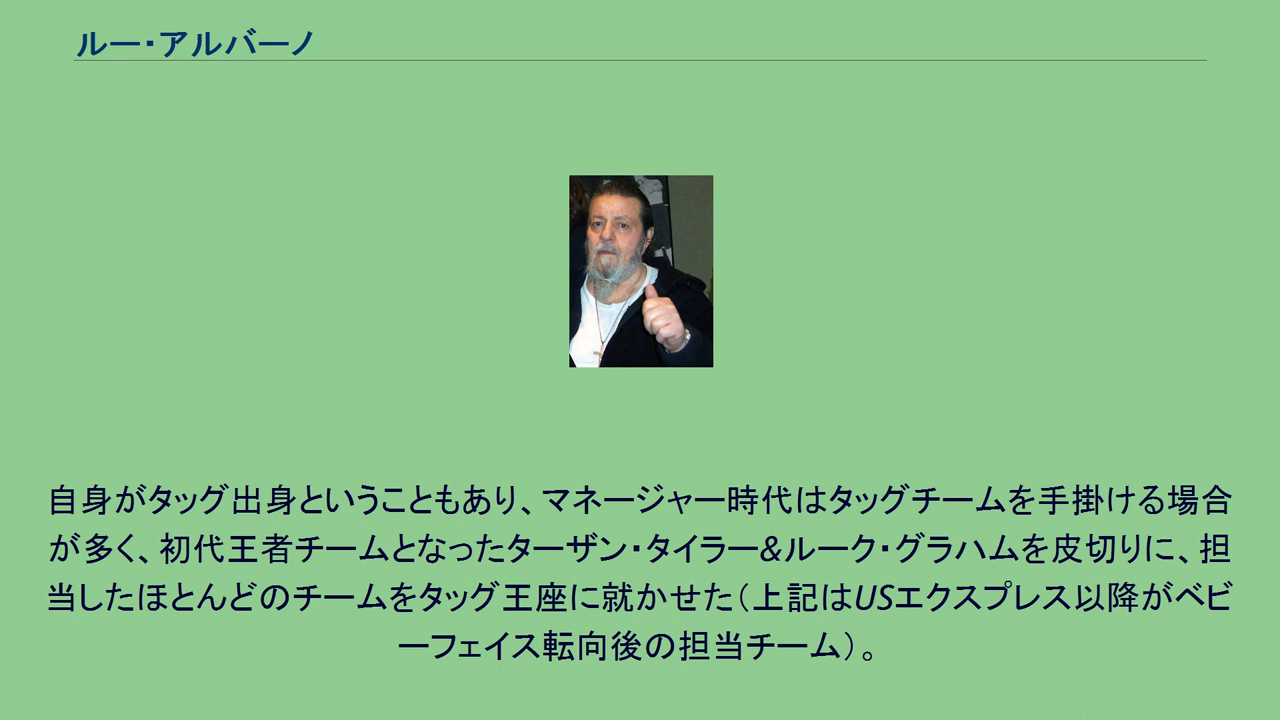 ルー・アルバーノ
自身がタッグ出身ということもあり、マネージャー時代はタッグチームを手掛ける場合
が多く、初代王者チームとなったターザン・タイラー&ルーク・グラハムを皮切りに、担
当したほとんどのチームをタッグ王座に就かせた（上記はUSエクスプレス以降がベビ
ーフェイス転向後の担当チーム）。